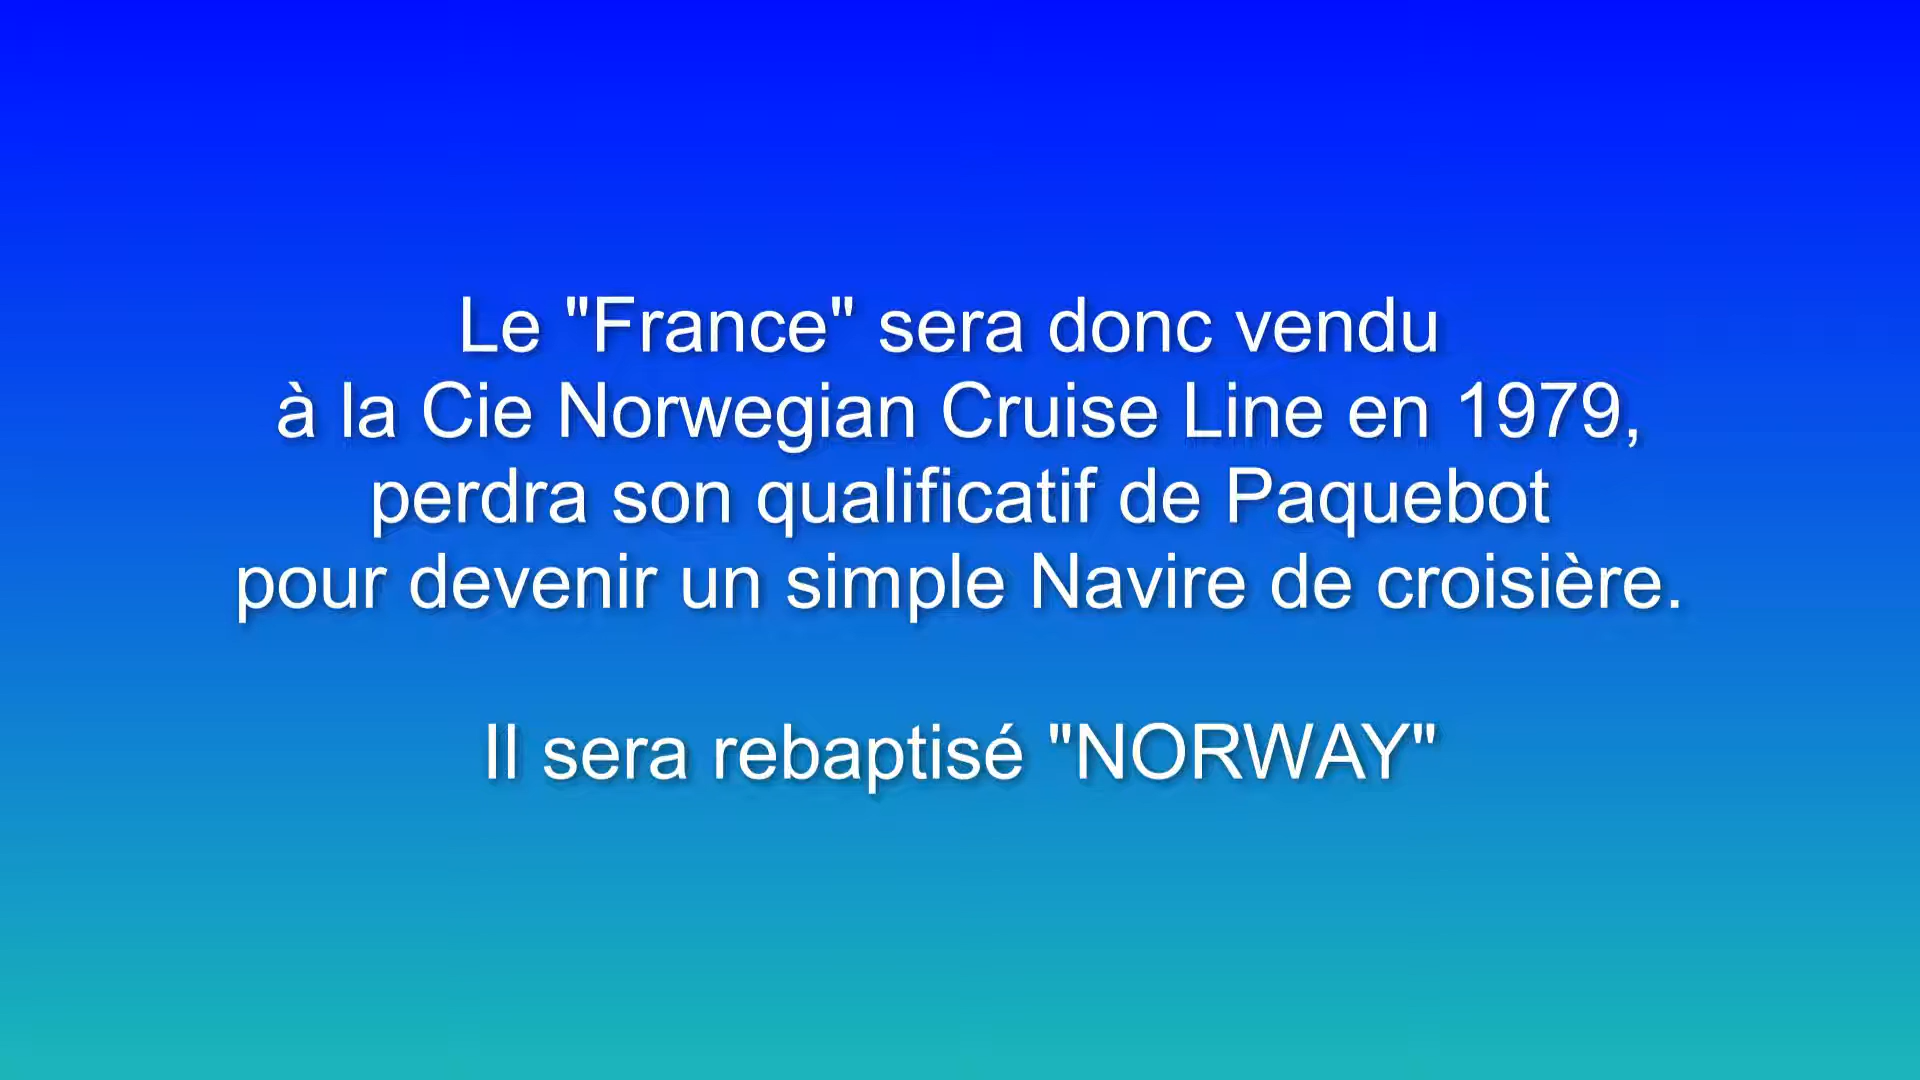 Le "France" sera donc vendu
à la Cie Norwegian Cruise Line en 1979,
perdra son qualificatif de Paquebot
pour devenir un simple Navire de croisière.
Il sera rebaptisé "NORWAY"